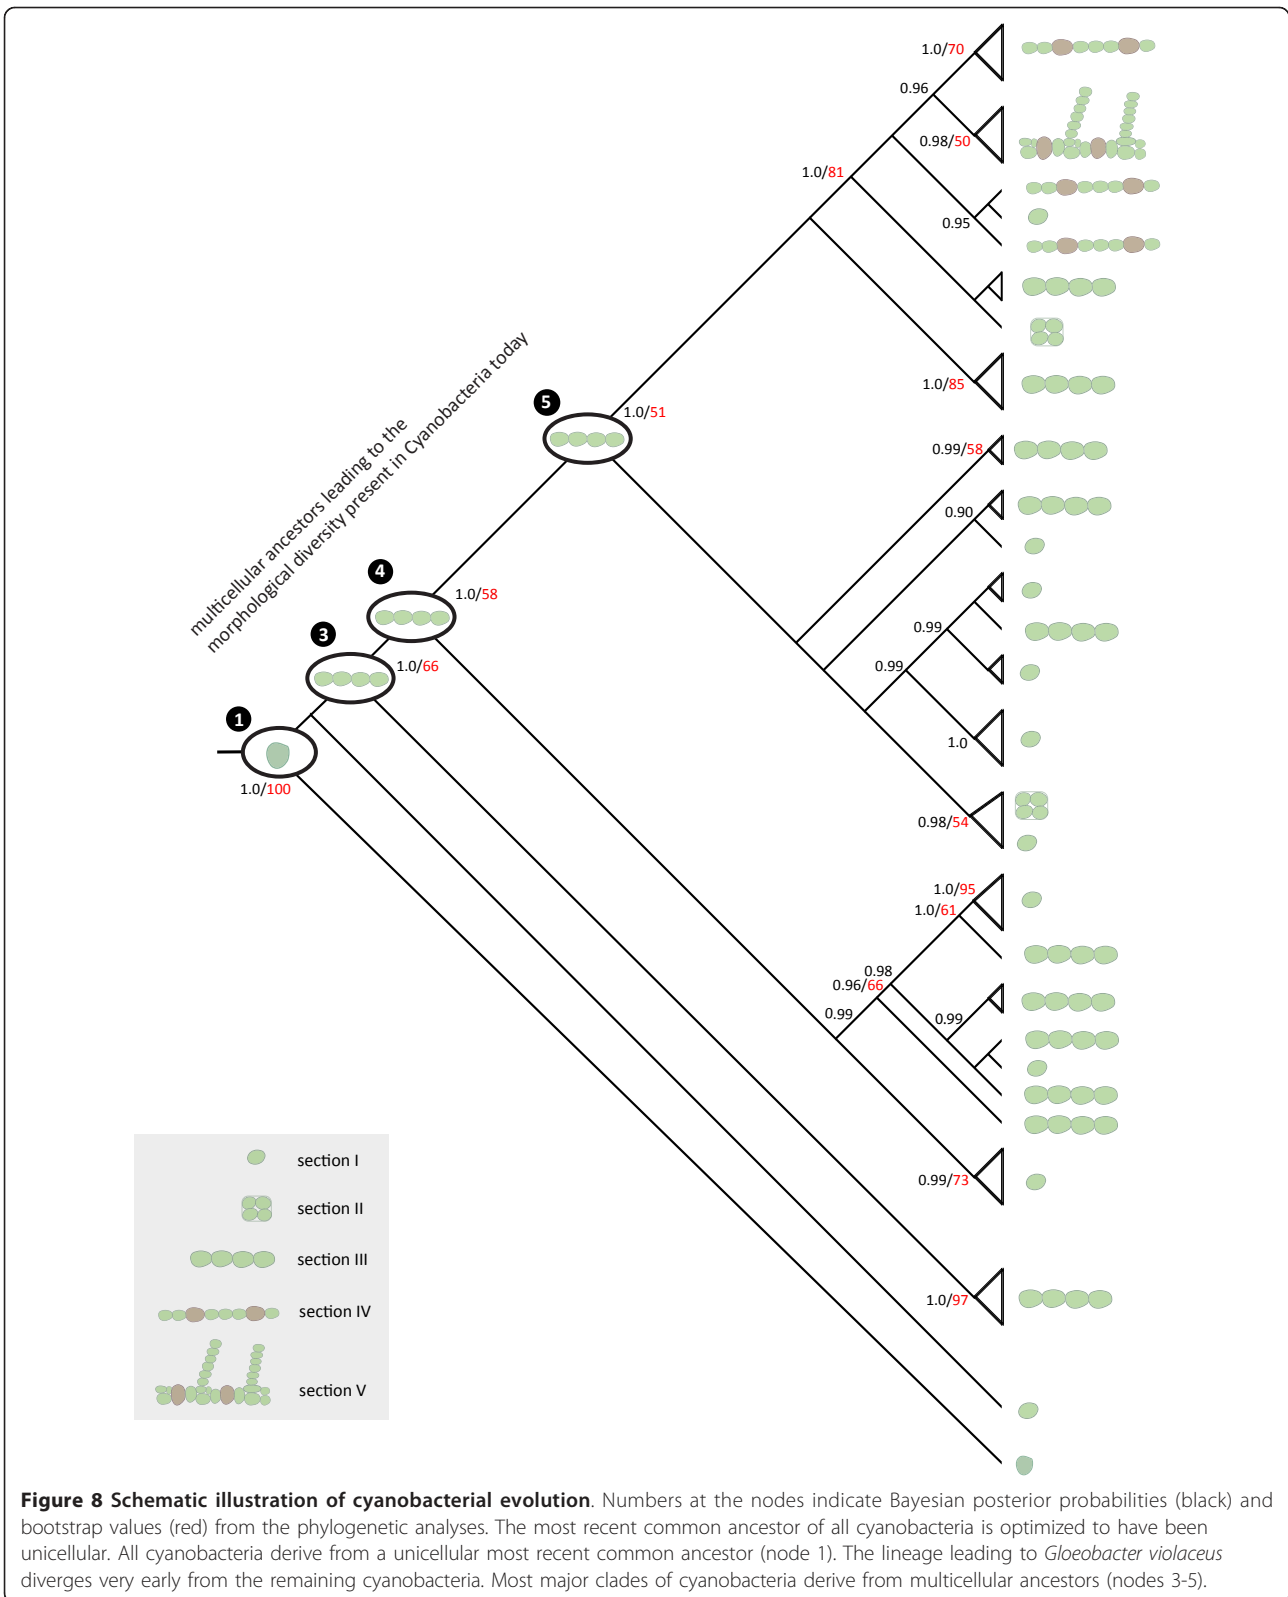 1.0/70
0.96
0.98/50
1.0/81
0.95
1.0/85
multicellular ancestors leading to the
morphological diversity present in Cyanobacteria today
5
1.0/51
0.99/58
0.90
4
1.0/58
0.99
3
0.99
1.0/66
1
1.0
1.0/100
0.98/54
1.0/95
1.0/61
0.98
0.96/66
0.99
0.99
section I
0.99/73
section II
section III
1.0/97
section IV
section V
Figure 8 Schematic illustration of cyanobacterial evolution. Numbers at the nodes indicate Bayesian posterior probabilities (black) and
bootstrap values (red) from the phylogenetic analyses. The most recent common ancestor of all cyanobacteria is optimized to have been
unicellular. All cyanobacteria derive from a unicellular most recent common ancestor (node 1). The lineage leading to Gloeobacter violaceus
diverges very early from the remaining cyanobacteria. Most major clades of cyanobacteria derive from multicellular ancestors (nodes 3-5).